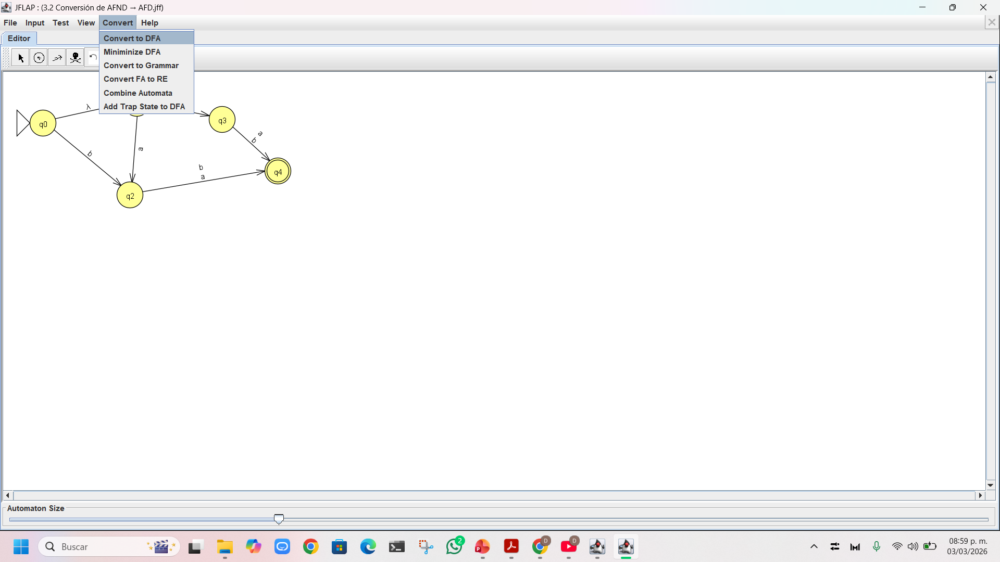 JFLAP : (3.2 Conversión de AFND → AFD.jff)
File Input Test View Convert Help
Editor
Convert to DFA
Miniminize DFA
Convert to Grammar
Convert FA to RE
Combine Automata
Add Trap State to DFA
λ
q0
q3
a
b
b
a
b
a
q4
q2
Automaton Size
Buscar
2
D
D
08:59 p. m.
03/03/2026